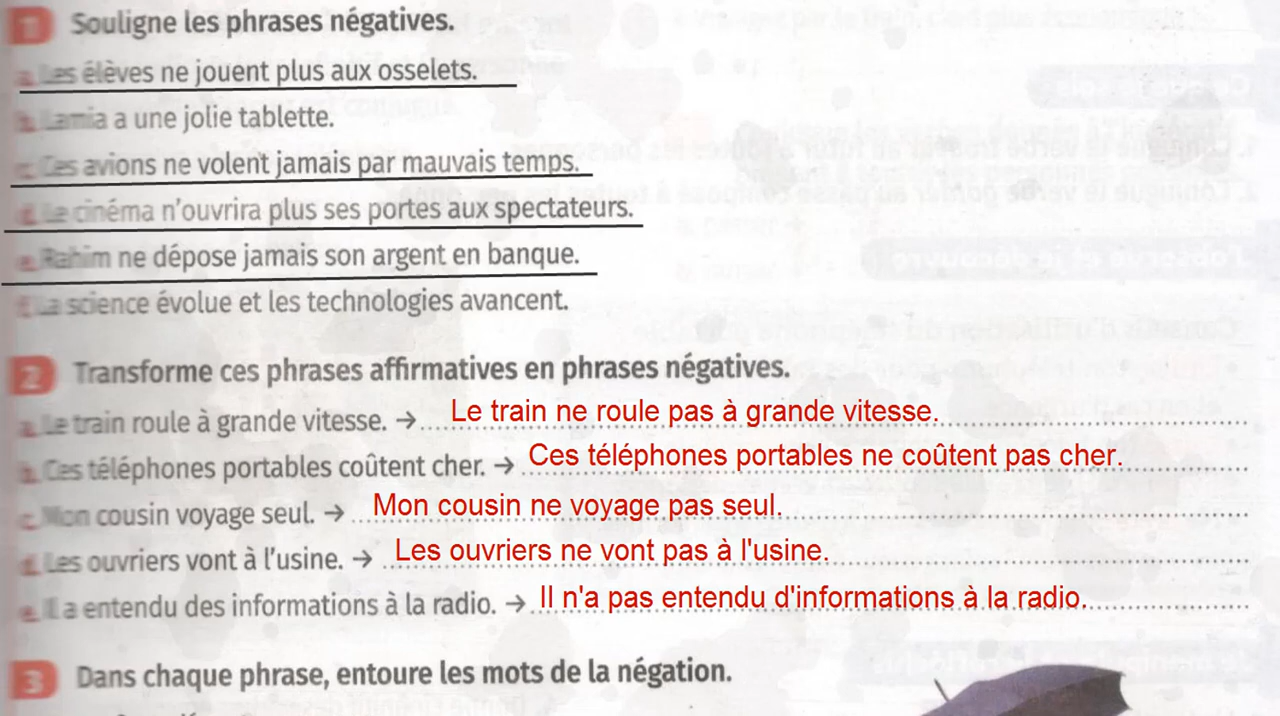 1 Souligne les phrases négatives.
a. Les élèves ne jouent plus aux osselets.
b. Lamia a une jolie tablette.
c. Ces avions ne volent jamais par mauvais temps.
d. Le cinéma n'ouvrira plus ses portes aux spectateurs.
e. Rahim ne dépose jamais son argent en banque.
f. La science évolue et les technologies avancent.
2 Transforme ces phrases affirmatives en phrases négatives.
a. Le train roule à grande vitesse. → Le train ne roule pas à grande vitesse.
b. Ces téléphones portables coûtent cher. → Ces téléphones portables ne coûtent pas cher.
c. Mon cousin voyage seul. → Mon cousin ne voyage pas seul.
d. Les ouvriers vont à l'usine. → Les ouvriers ne vont pas à l'usine.
e. Il a entendu des informations à la radio. → Il n'a pas entendu d'informations à la radio.
3 Dans chaque phrase, entoure les mots de la négation.